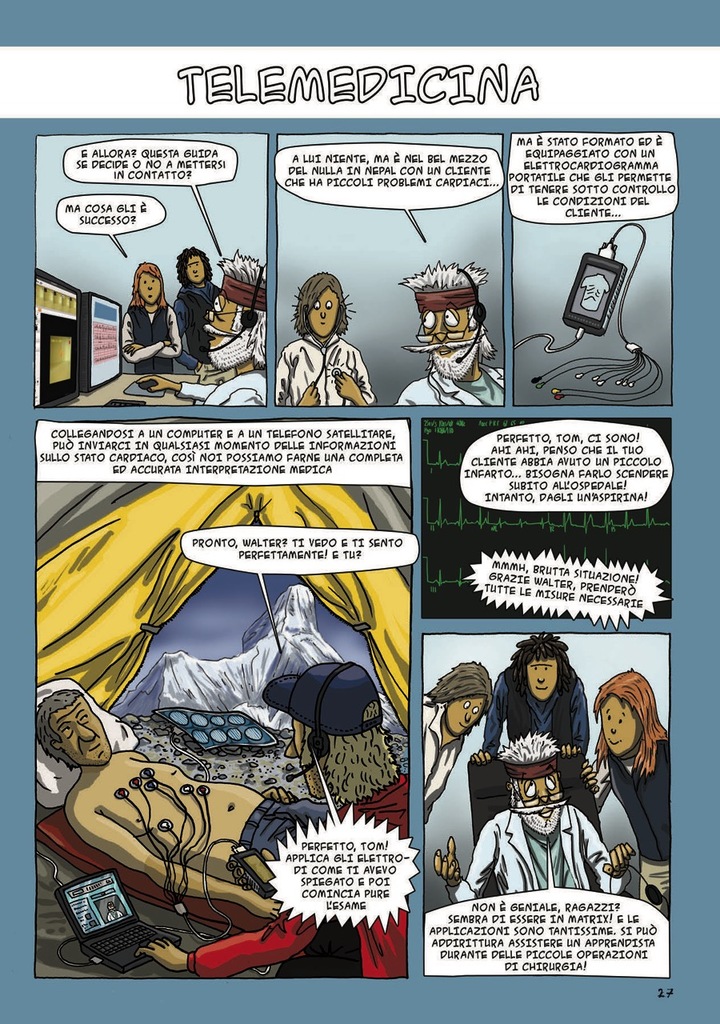 TELEMEDICINA
E ALLORA? QUESTA GUIDA
SE DECIDE O NO A METTERSI
IN CONTATTO?
MA COSA GLI È
SUCCESSO?
A LUI NIENTE, MA È NEL BEL MEZZO
DEL NULLA IN NEPAL CON UN CLIENTE
CHE HA PICCOLI PROBLEMI CARDIACI...
MA È STATO FORMATO ED È
EQUIPAGGIATO CON UN
ELETTROCARDIOGRAMMA
PORTATILE CHE GLI PERMETTE
DI TENERE SOTTO CONTROLLO
LE CONDIZIONI DEL
CLIENTE...
COLLEGANDOSI A UN COMPUTER E A UN TELEFONO SATELLITARE,
PUÒ INVIARCI IN QUALSIASI MOMENTO DELLE INFORMAZIONI
SULLO STATO CARDIACO, COSÌ NOI POSSIAMO FARNE UNA COMPLETA
ED ACCURATA INTERPRETAZIONE MEDICA
PRONTO, WALTER? TI VEDO E TI SENTO
PERFETTAMENTE! E TU?
PERFETTO, TOM!
APPLICA GLI ELETTRO-
DI COME TI AVEVO
SPIEGATO E POI
COMINCIA PURE
L'ESAME
PERFETTO, TOM, CI SONO!
AHI AHI, PENSO CHE IL TUO
CLIENTE ABBIA AVUTO UN PICCOLO
INFARTO... BISOGNA FARLO SCENDERE
SUBITO ALL'OSPEDALE!
INTANTO, DAGLI UN'ASPIRINA!
MMMH, BRUTTA SITUAZIONE!
GRAZIE WALTER, PRENDERÒ
TUTTE LE MISURE NECESSARIE
NON È GENIALE, RAGAZZI?
SEMBRA DI ESSERE IN MATRIX! E LE
APPLICAZIONI SONO TANTISSIME. SI PUÒ
ADDIRITTURA ASSISTERE UN APPRENDISTA
DURANTE DELLE PICCOLE OPERAZIONI
DI CHIRURGIA!
27